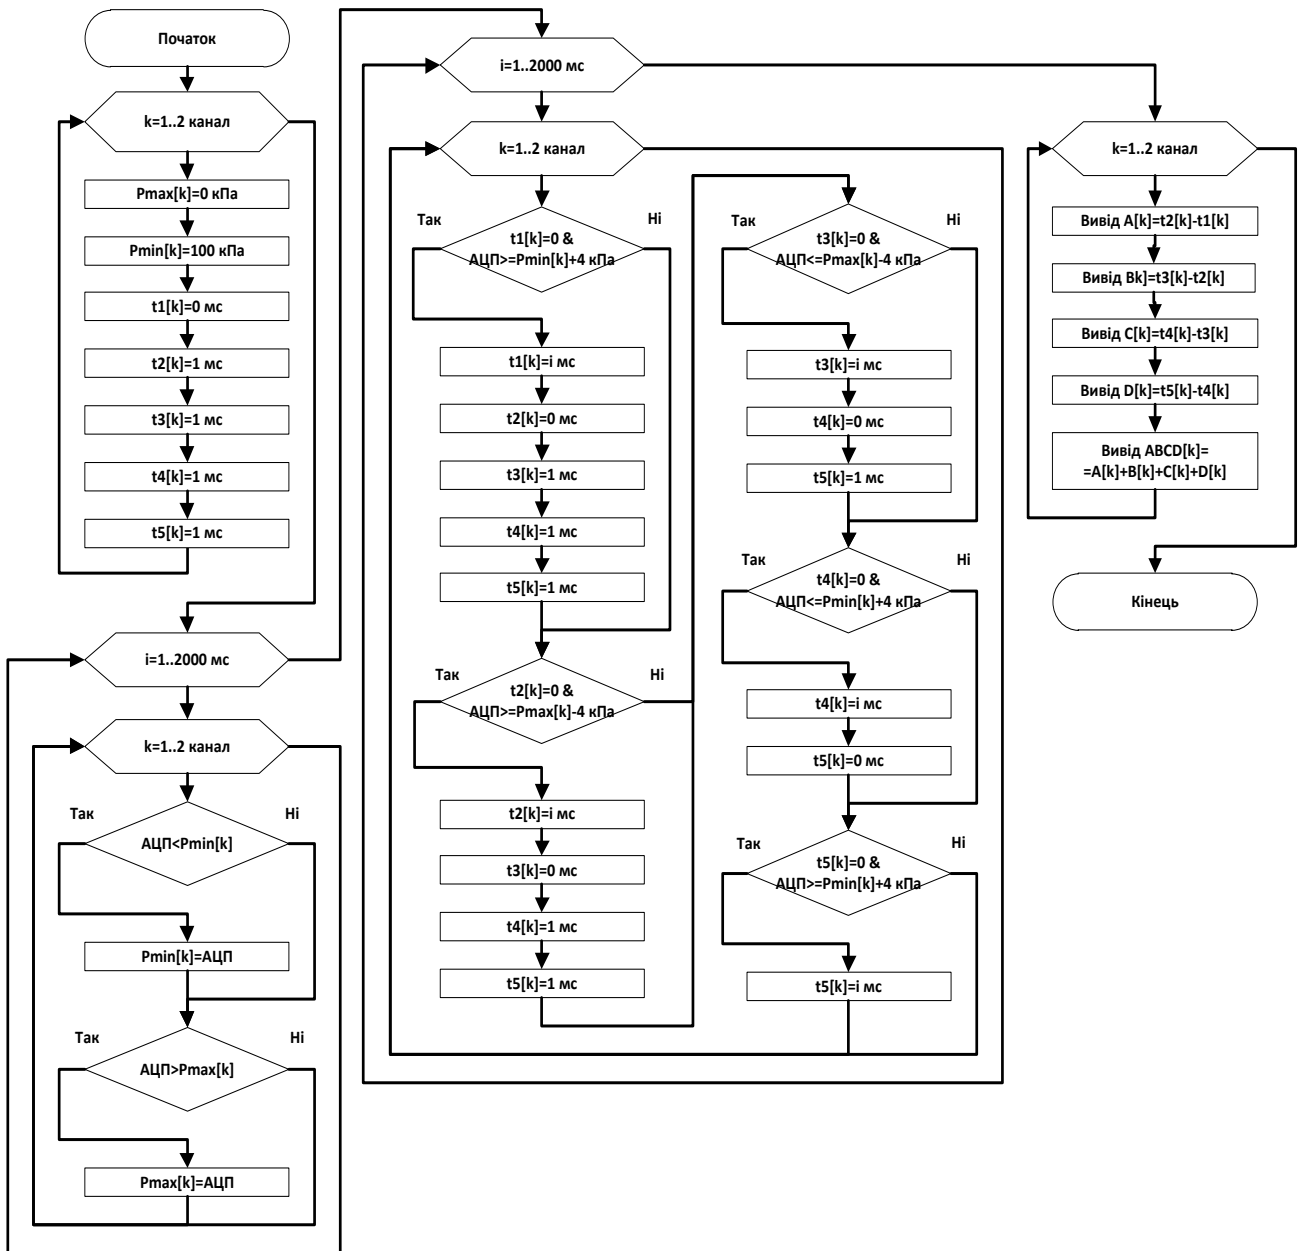 Початок
k=1..2 канал
Pmax[k]=0 кПа
Pmin[k]=100 кПа
t1[k]=0 мс
t2[k]=1 мс
t3[k]=1 мс
t4[k]=1 мс
t5[k]=1 мс
i=1..2000 мс
k=1..2 канал
Так
Ні
АЦП<Pmin[k]
Pmin[k]=АЦП
Так
Ні
АЦП>Pmax[k]
Pmax[k]=АЦП
i=1..2000 мс
k=1..2 канал
Так
Ні
t1[k]=0 &
АЦП>=Pmin[k]+4 кПа
t1[k]=i мс
t2[k]=0 мс
t3[k]=1 мс
t4[k]=1 мс
t5[k]=1 мс
Так
Ні
t2[k]=0 &
АЦП>=Pmax[k]-4 кПа
t2[k]=i мс
t3[k]=0 мс
t4[k]=1 мс
t5[k]=1 мс
Так
Ні
t3[k]=0 &
АЦП<=Pmax[k]-4 кПа
t3[k]=i мс
t4[k]=0 мс
t5[k]=1 мс
Так
Ні
t4[k]=0 &
АЦП<=Pmin[k]+4 кПа
t4[k]=i мс
t5[k]=0 мс
Так
Ні
t5[k]=0 &
АЦП>=Pmin[k]+4 кПа
t5[k]=i мс
k=1..2 канал
Вивід A[k]=t2[k]-t1[k]
Вивід Bk]=t3[k]-t2[k]
Вивід C[k]=t4[k]-t3[k]
Вивід D[k]=t5[k]-t4[k]
Вивід ABCD[k]=
=A[k]+B[k]+C[k]+D[k]
Кінець